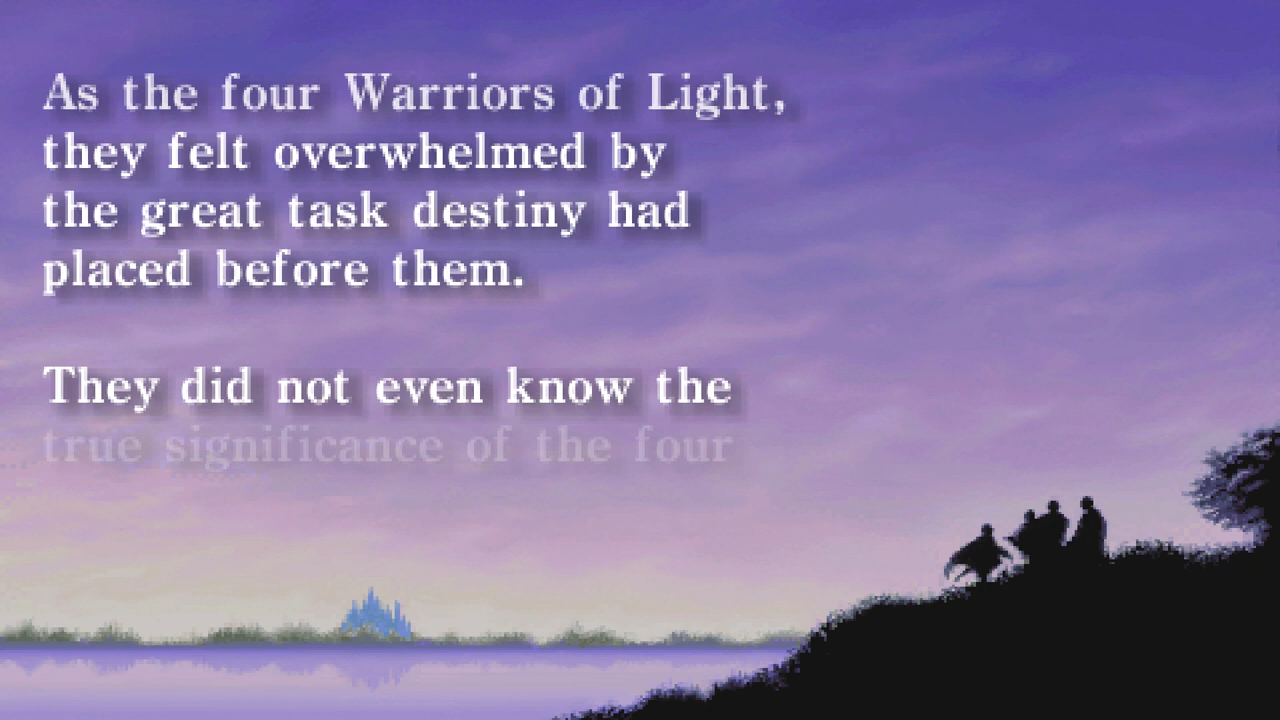 As the four Warriors of Light,
they felt overwhelmed by
the great task destiny had
placed before them.
They did not even know the
true significance of the four